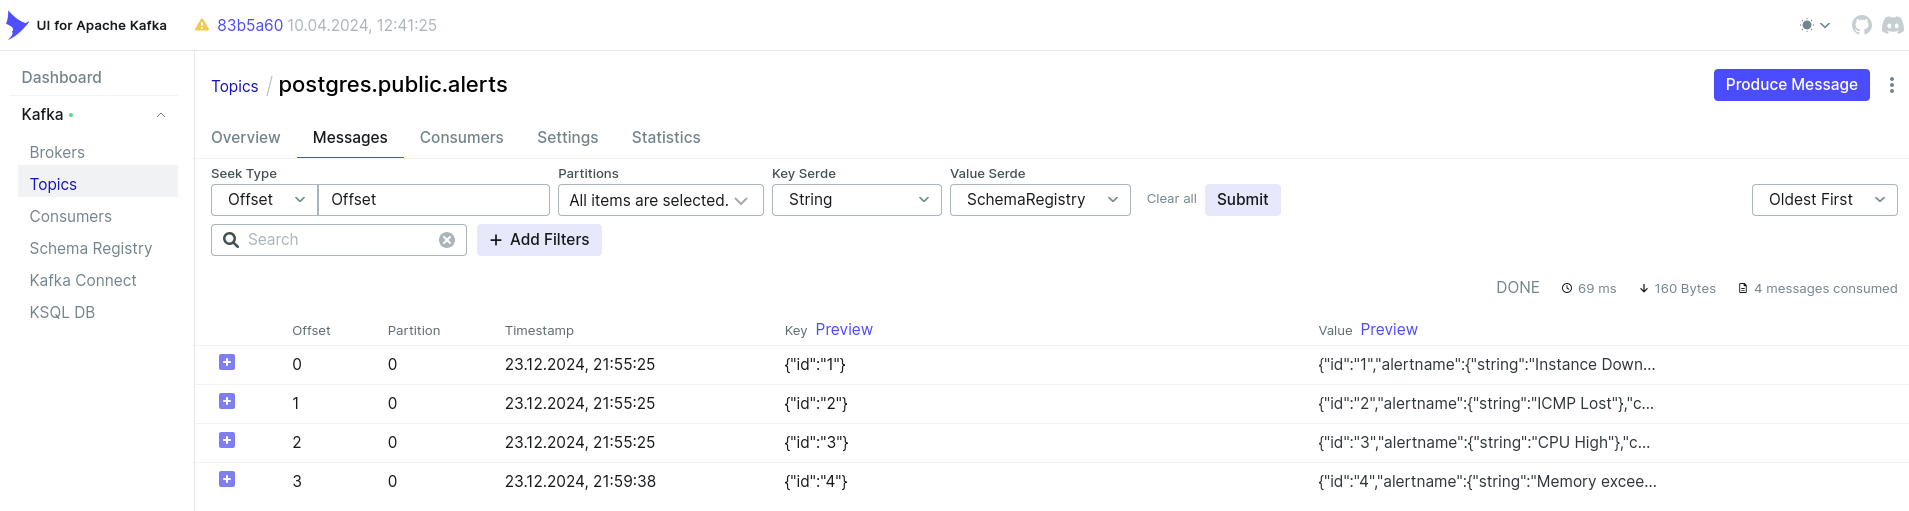 UI for Apache Kafka 83b5a60 10.04.2024, 12:41:25
Dashboard
Kafka
Brokers
Topics
Consumers
Schema Registry
Kafka Connect
KSQL DB
Topics / postgres.public.alerts Produce Message
Overview Messages Consumers Settings Statistics
Seek Type Partitions Key Serde Value Serde
Offset Offset All items are selected. String SchemaRegistry Clear all Submit Oldest First
Search + Add Filters
DONE 69 ms 160 Bytes 4 messages consumed
Offset Partition Timestamp Key Preview Value Preview
0 0 23.12.2024, 21:55:25 {"id":"1"} {"id":"1","alertname":{"string":"Instance Down...
1 0 23.12.2024, 21:55:25 {"id":"2"} {"id":"2","alertname":{"string":"ICMP Lost"},"c...
2 0 23.12.2024, 21:55:25 {"id":"3"} {"id":"3","alertname":{"string":"CPU High"},"c...
3 0 23.12.2024, 21:59:38 {"id":"4"} {"id":"4","alertname":{"string":"Memory excee...